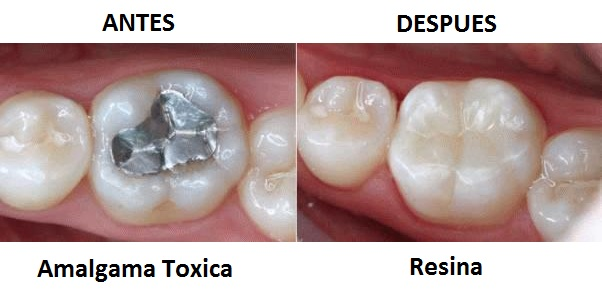 ANTES
DESPUES
Amalgama Toxica
Resina